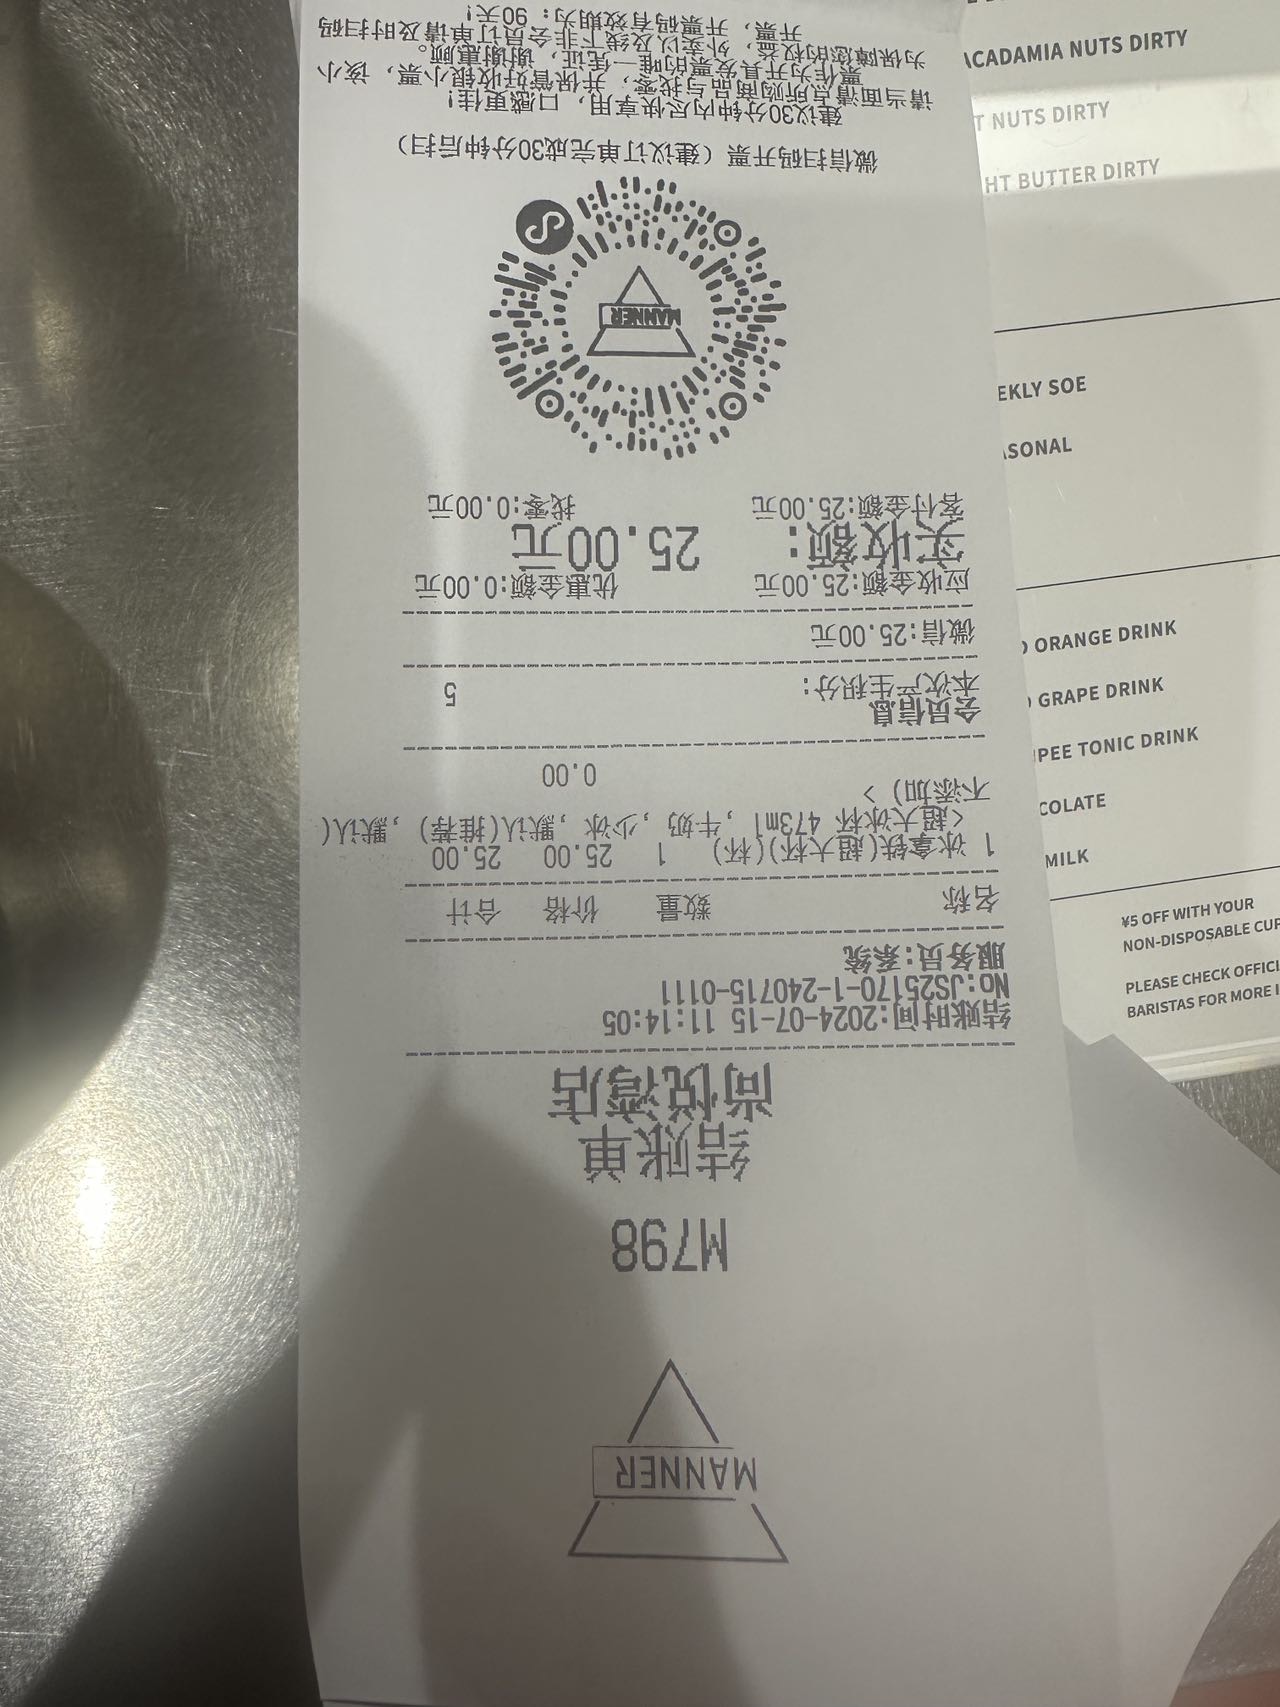 MANNER
M798
结账单
尚悦湾店
结账时间:2024-07-15 11:14:05
No:JS25170-1-240715-0111
服务员:系统
名称 数量 价格 合计
1 冰拿铁(超大杯)(杯) 1 25.00 25.00
<超大冰杯 473ml ,牛奶 ,少冰 ,默认(推荐) ,默认(
不添加) >
0.00
会员信息
本次产生积分: 5
微信:25.00元
应收金额:25.00元 优惠金额:0.00元
实收额: 25.00元
客付金额:25.00元 找零:0.00元
MANNER
微信扫码开票（建议订单完成30分钟后扫）
建议30分钟内尽快享用，口感更佳!
请当面清点所购商品与找零，并保管好收银小票，该小
票作为开具发票的唯一凭证，谢谢惠顾。
为保障您的权益，外卖以及线下非会员订单请及时扫码
开票，开票码有效期为：90天!
ACADAMIA NUTS DIRTY
T NUTS DIRTY
HT BUTTER DIRTY
EKLY SOE
ASONAL
ORANGE DRINK
GRAPE DRINK
PEE TONIC DRINK
COLATE
MILK
¥5 OFF WITH YOUR
NON-DISPOSABLE CUP
PLEASE CHECK OFFICI
BARISTAS FOR MORE I